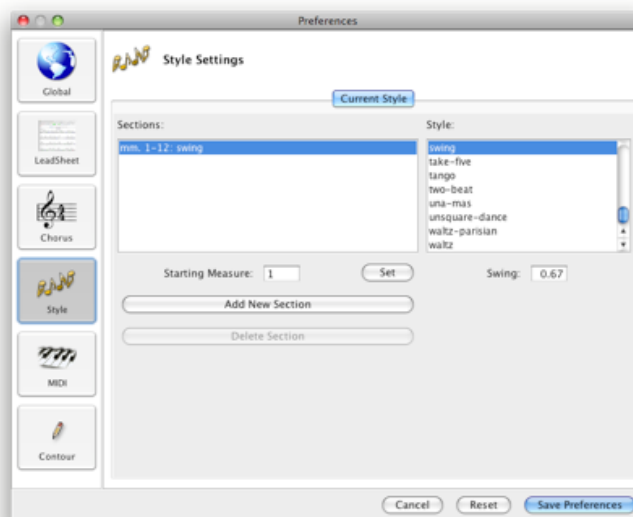 Preferences
Global
LeadSheet
Chorus
Style
MIDI
Contour
Style Settings
Current Style
Sections:
mm. 1-12: swing
Style:
swing
take-five
tango
two-beat
una-mas
unsquare-dance
waltz-parisian
waltz
Starting Measure: 1 Set
Swing: 0.67
Add New Section
Delete Section
Cancel Reset Save Preferences